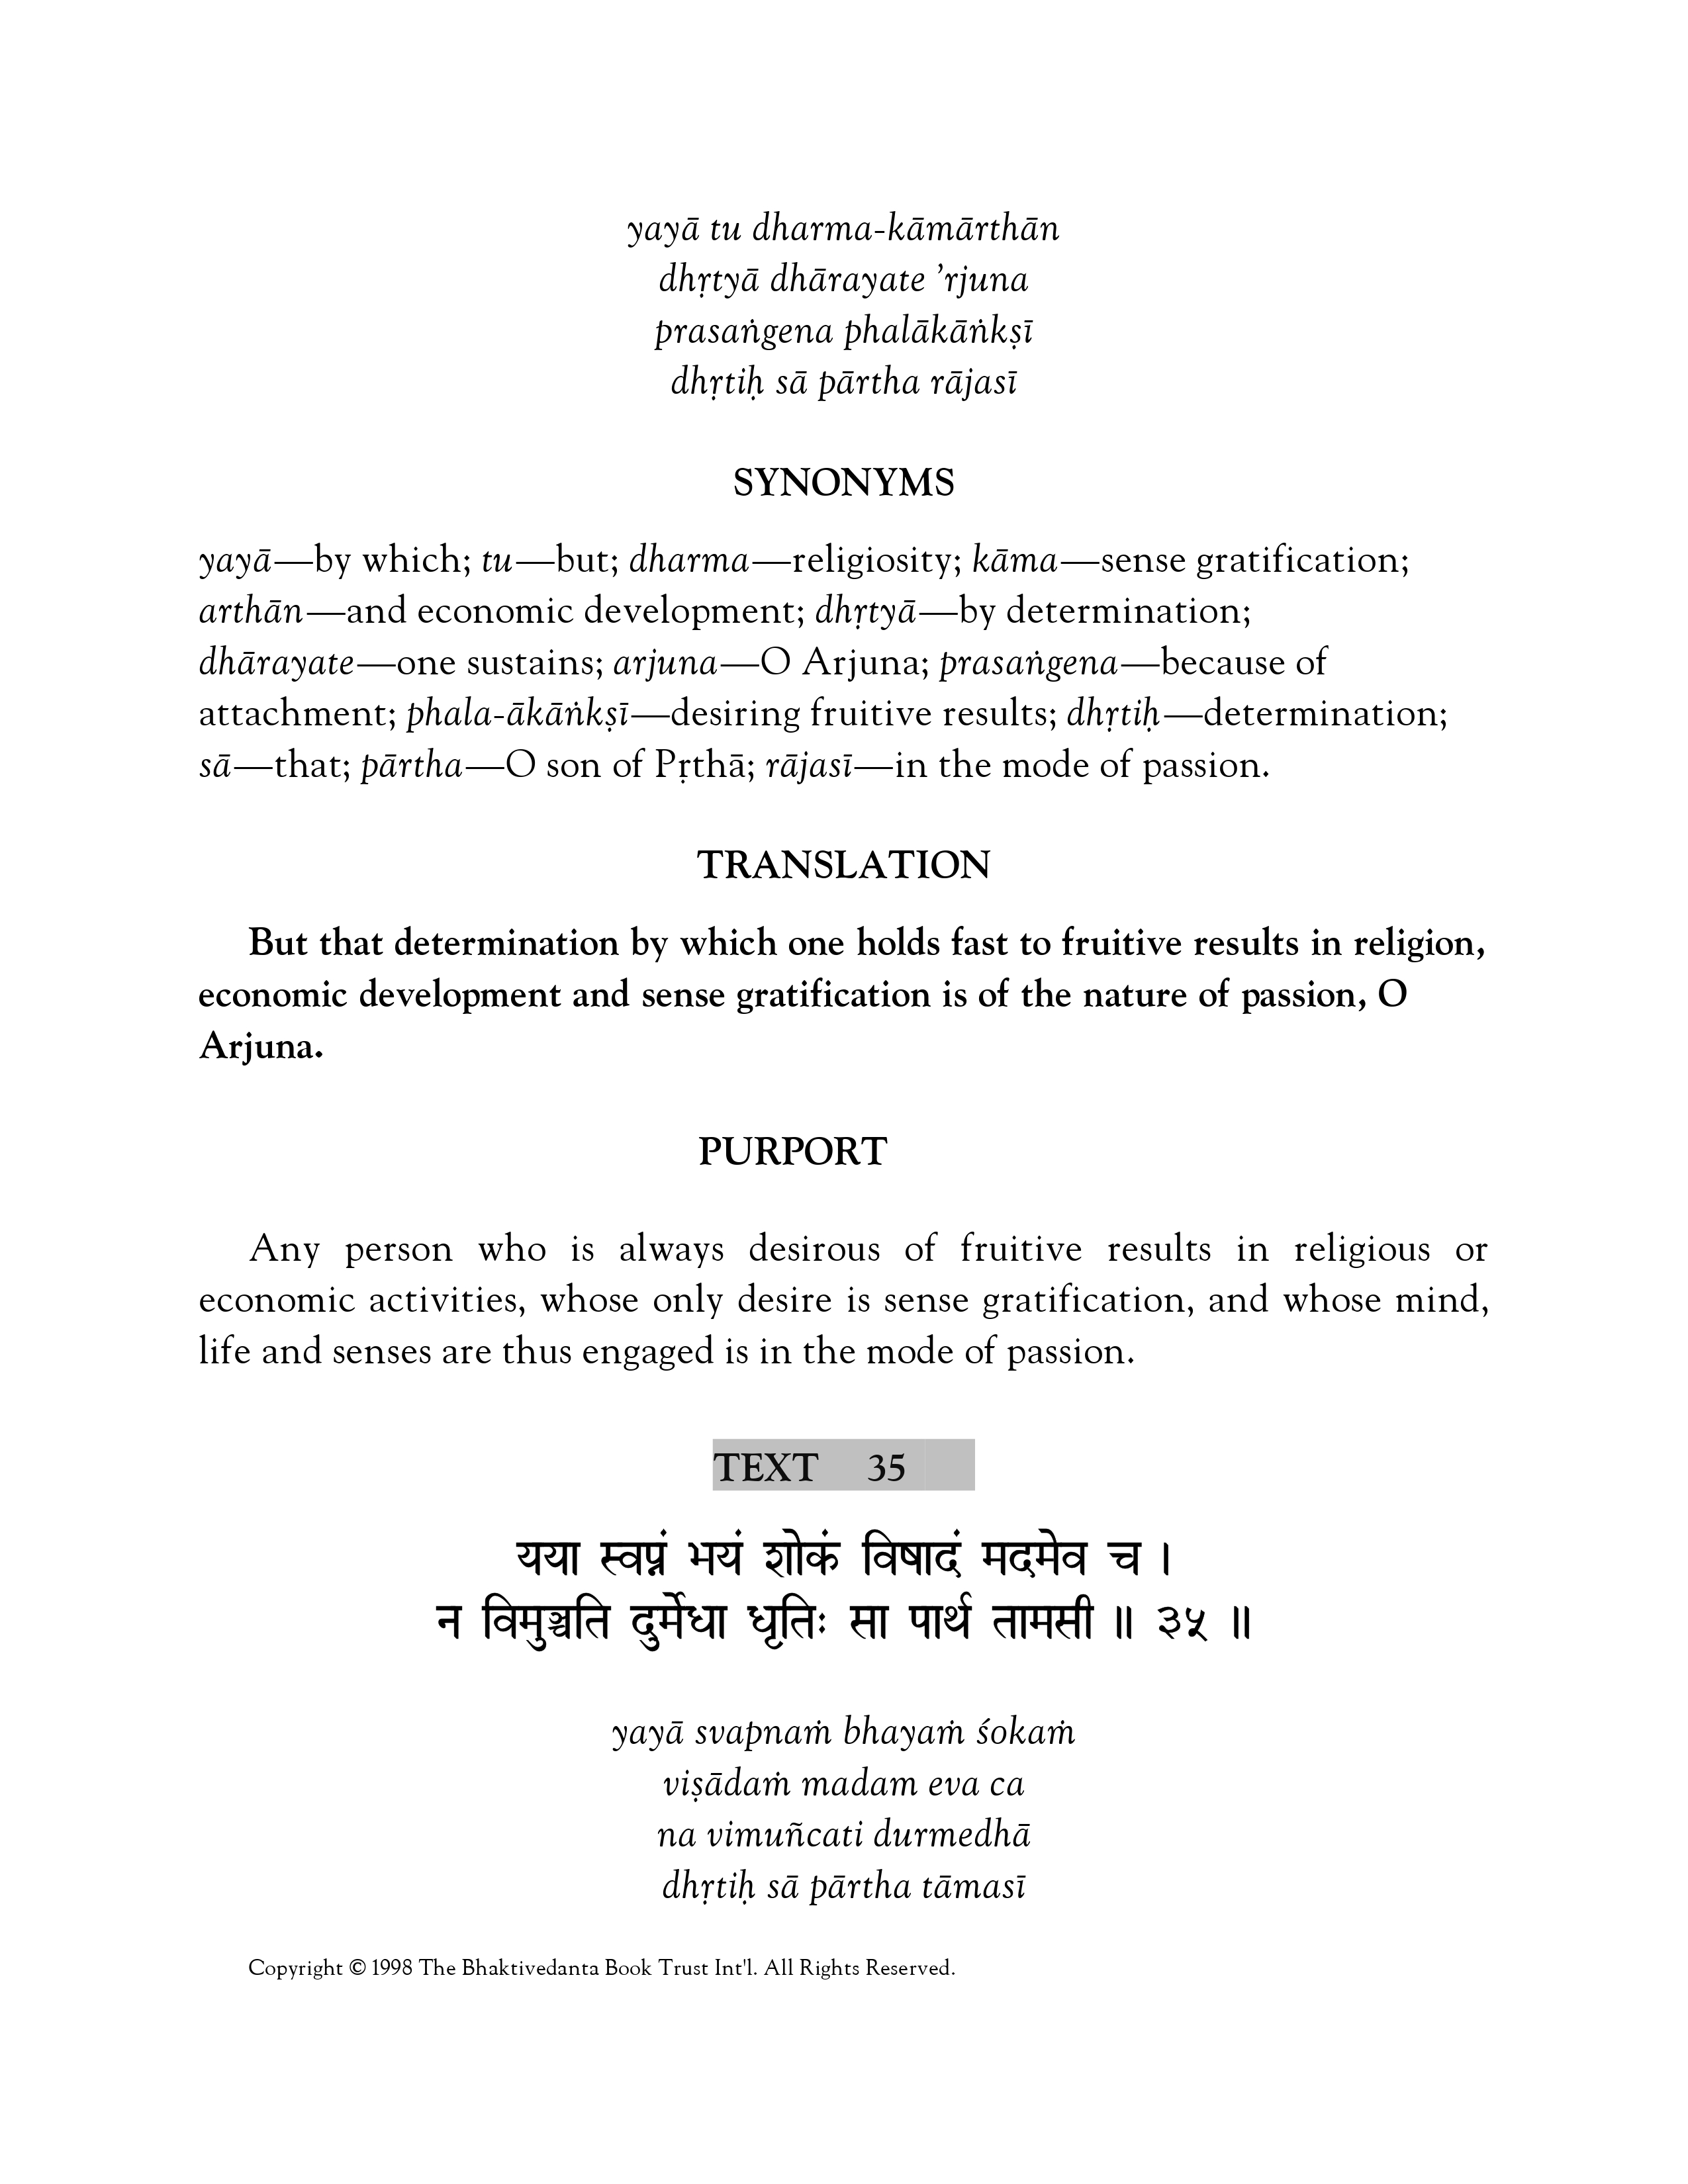 yayā tu dharma-kāmārthān
dhṛtyā dhārayate ’rjuna
prasaṅgena phalākāṅkṣī
dhṛtiḥ sā pārtha rājasī
SYNONYMS
yayā—by which; tu—but; dharma—religiosity; kāma—sense gratification;
arthān—and economic development; dhṛtyā—by determination;
dhārayate—one sustains; arjuna—O Arjuna; prasaṅgena—because of
attachment; phala-ākāṅkṣī—desiring fruitive results; dhṛtiḥ—determination;
sā—that; pārtha—O son of Pṛthā; rājasī—in the mode of passion.
TRANSLATION
But that determination by which one holds fast to fruitive results in religion,
economic development and sense gratification is of the nature of passion, O
Arjuna.
PURPORT
Any person who is always desirous of fruitive results in religious or
economic activities, whose only desire is sense gratification, and whose mind,
life and senses are thus engaged is in the mode of passion.
TEXT 35
यया स्वप्नं भयं शोकं विषादं मदमेव च ।
न विमुञ्चति दुर्मेधा धृतिः सा पार्थ तामसी ॥ ३५ ॥
yayā svapnaṁ bhayaṁ śokaṁ
viṣādaṁ madam eva ca
na vimuñcati durmedhā
dhṛtiḥ sā pārtha tāmasī
Copyright © 1998 The Bhaktivedanta Book Trust Int'l. All Rights Reserved.